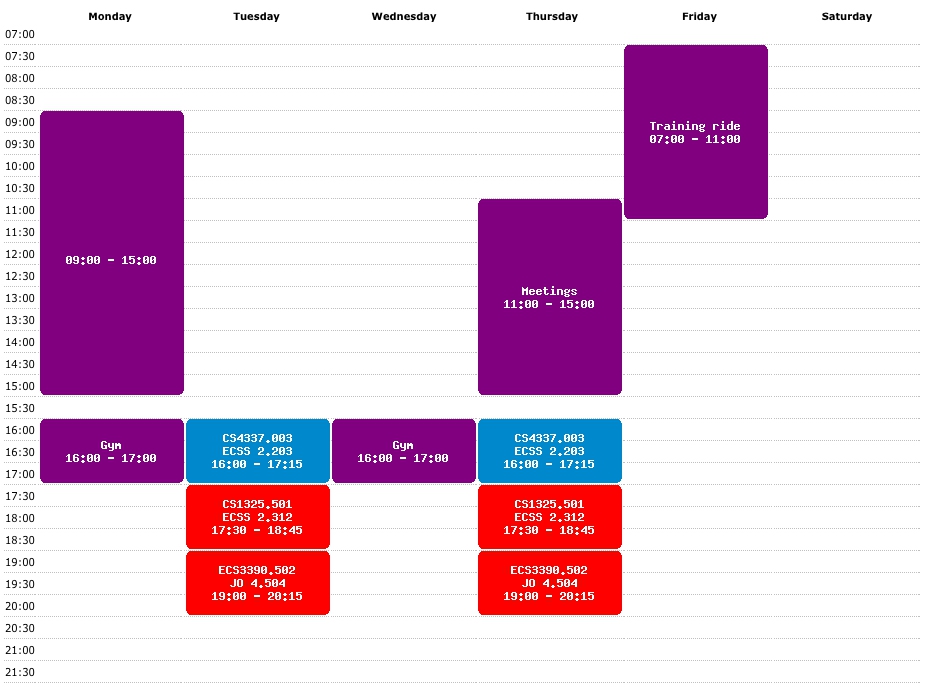 Monday Tuesday Wednesday Thursday Friday Saturday
07:00
07:30
08:00
08:30
09:00
09:30
10:00
10:30
11:00
11:30
12:00
12:30
13:00
13:30
14:00
14:30
15:00
15:30
16:00
16:30
17:00
17:30
18:00
18:30
19:00
19:30
20:00
20:30
21:00
21:30
09:00 - 15:00
Gym
16:00 - 17:00
CS4337.003
ECSS 2.203
16:00 - 17:15
CS1325.501
ECSS 2.312
17:30 - 18:45
ECS3390.502
JO 4.504
19:00 - 20:15
Gym
16:00 - 17:00
Meetings
11:00 - 15:00
CS4337.003
ECSS 2.203
16:00 - 17:15
CS1325.501
ECSS 2.312
17:30 - 18:45
ECS3390.502
JO 4.504
19:00 - 20:15
Training ride
07:00 - 11:00